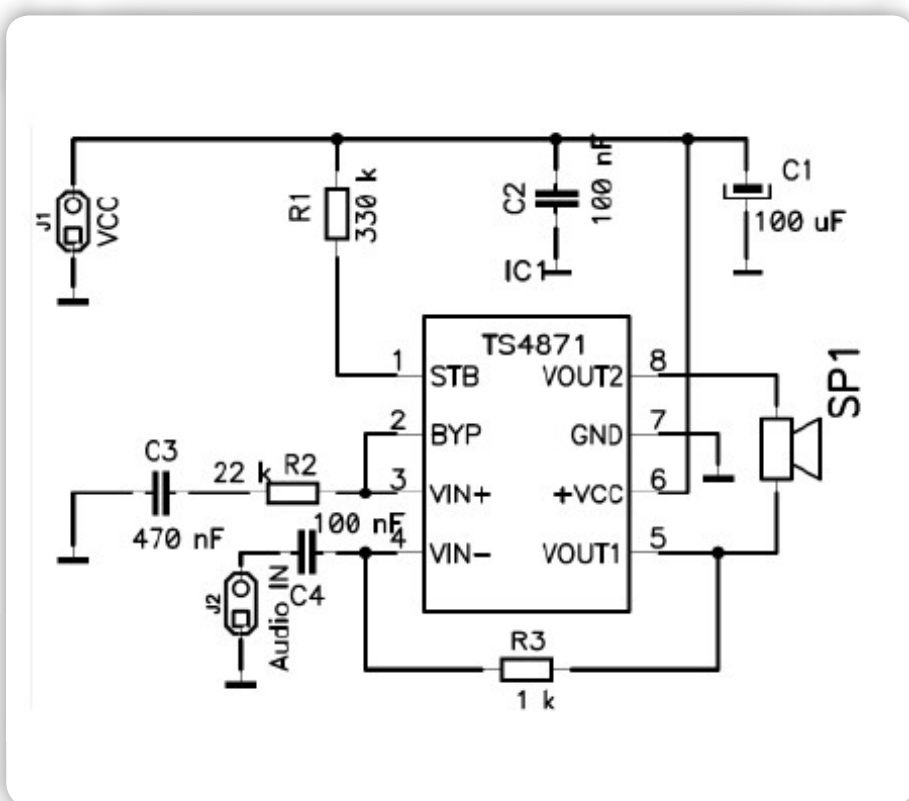 J1
VCC
R1
330 k
C2
100 nF
C1
100 uF
IC1
TS4871
1
STB
VOUT2
8
2
BYP
GND
7
3
VIN+
+VCC
6
4
VIN-
VOUT1
5
SP1
C3
470 nF
22 k
R2
100 nF
C4
J2
Audio IN
R3
1 k